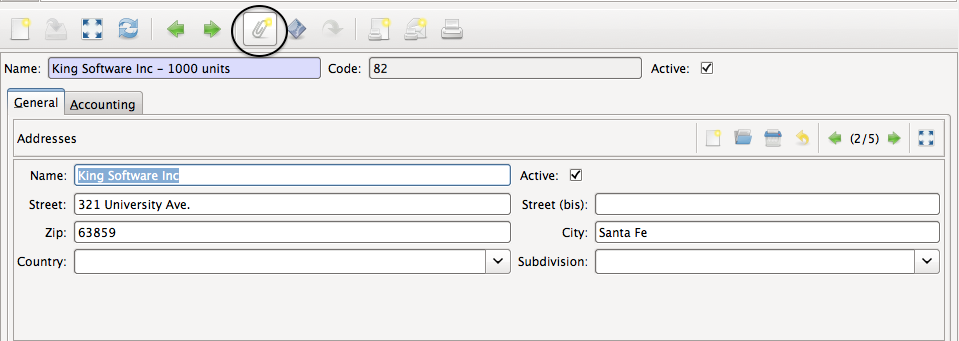 Name: King Software Inc - 1000 units Code: 82 Active:
General Accounting
Addresses (2/5)
Name: King Software Inc Active:
Street: 321 University Ave. Street (bis):
Zip: 63859 City: Santa Fe
Country: Subdivision: